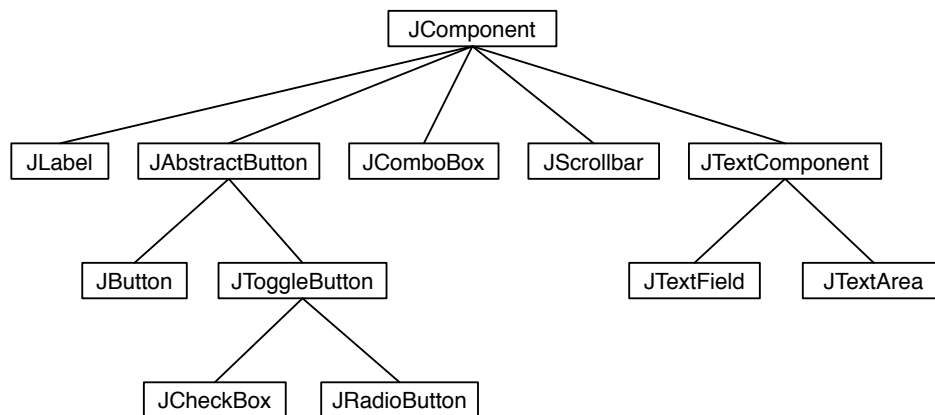 JComponent
JLabel
JAbstractButton
JComboBox
JScrollbar
JTextComponent
JButton
JToggleButton
JTextField
JTextArea
JCheckBox
JRadioButton